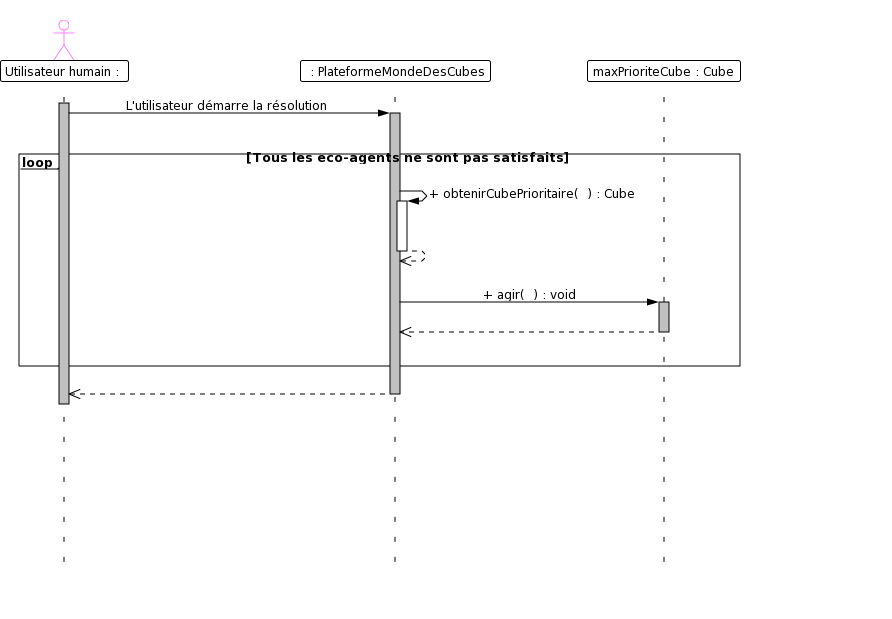 Utilisateur humain :
: PlateformeMondeDesCubes
maxPrioriteCube : Cube
L'utilisateur démarre la résolution
loop
[Tous les eco-agents ne sont pas satisfaits]
+ obtenirCubePrioritaire(  ) : Cube
+ agir(  ) : void